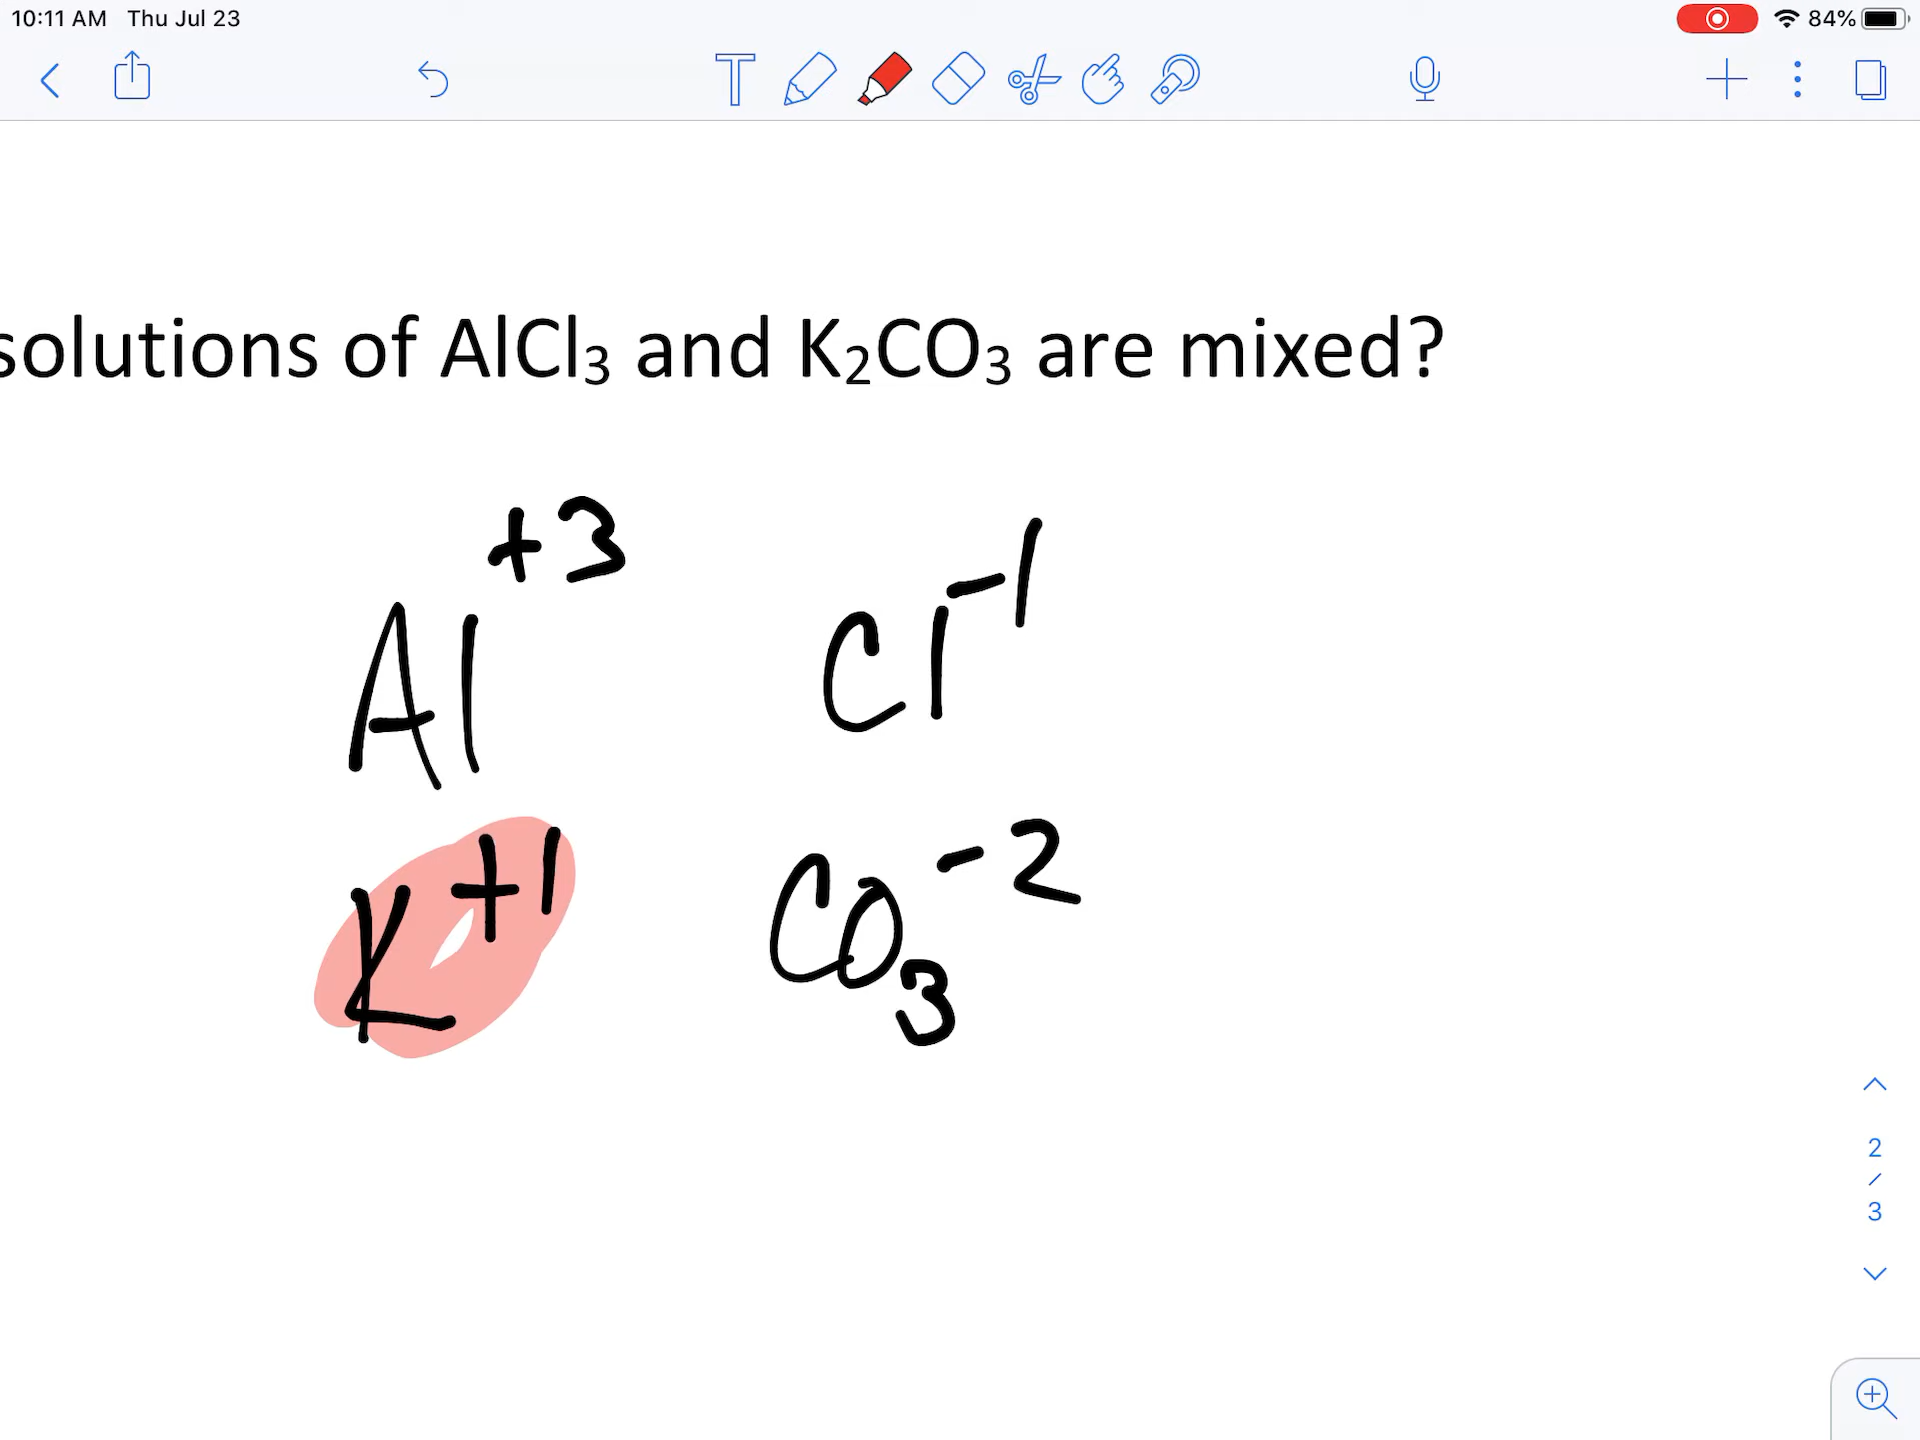 10:11 AM Thu Jul 23 84%
T
solutions of AlCl₃ and K₂CO₃ are mixed?
Al⁺³ Cl⁻¹
K⁺¹ CO₃⁻²
2
/
3